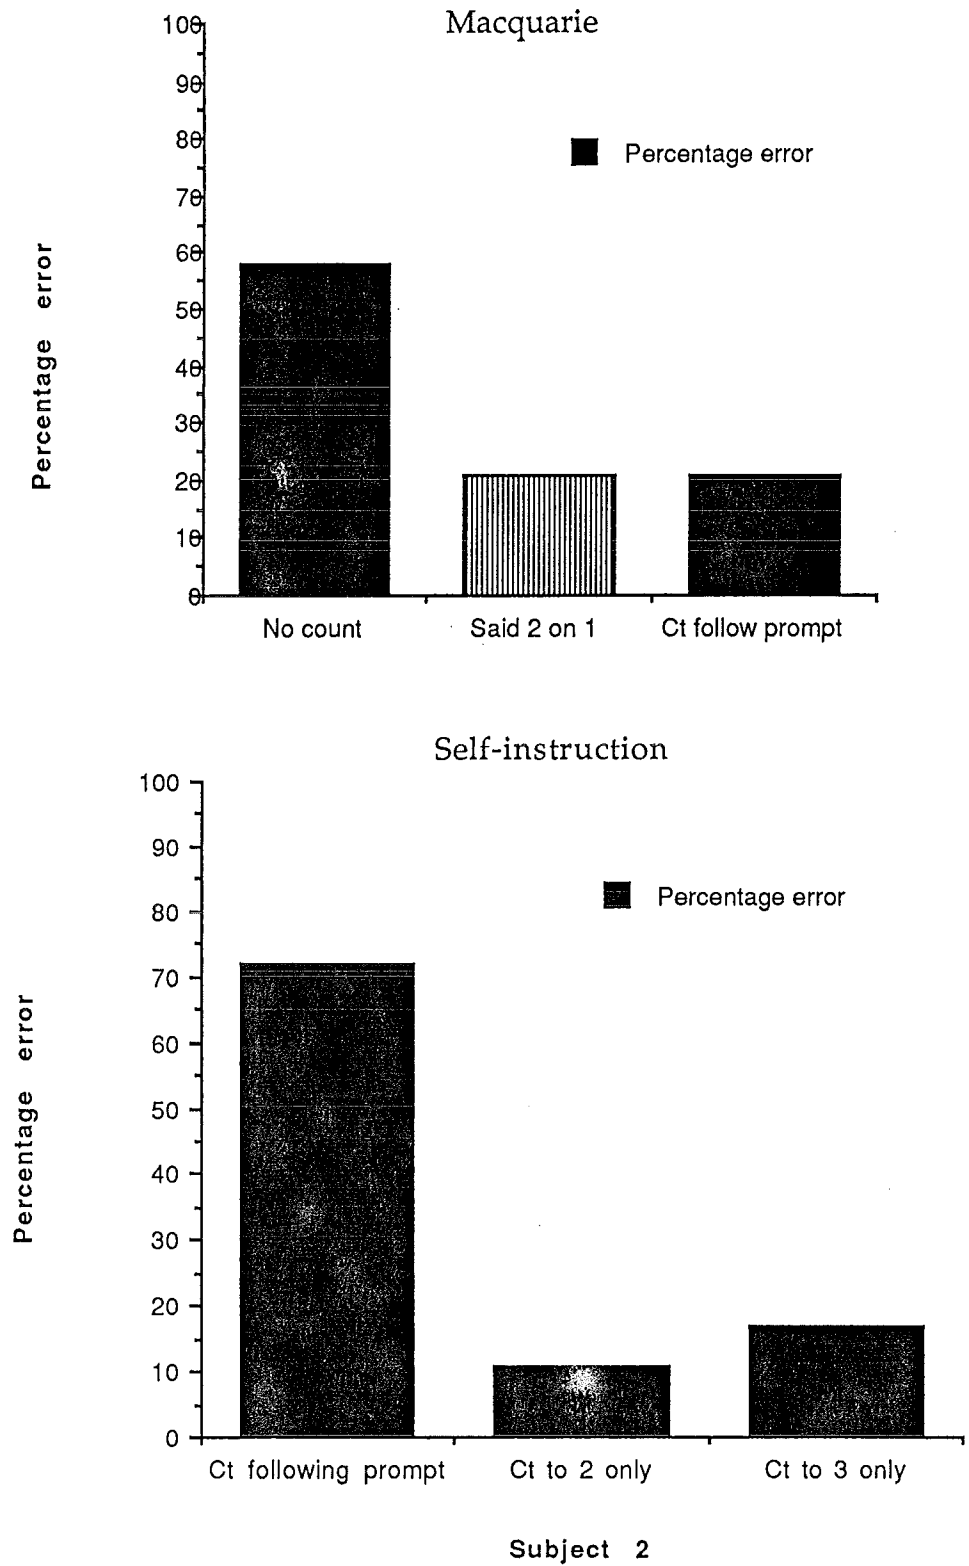 Macquarie
100
90
80
70
60
50
40
30
20
10
0
Percentage error
Percentage error
No count Said 2 on 1 Ct follow prompt
Self-instruction
100
90
80
70
60
50
40
30
20
10
0
Percentage error
Percentage error
Ct following prompt Ct to 2 only Ct to 3 only
Subject 2